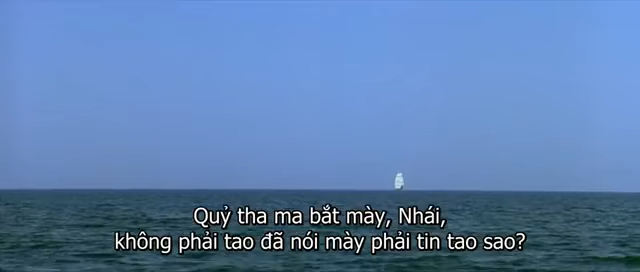 Quỷ tha ma bắt mày, Nhái,
không phải tao đã nói mày phải tin tao sao?